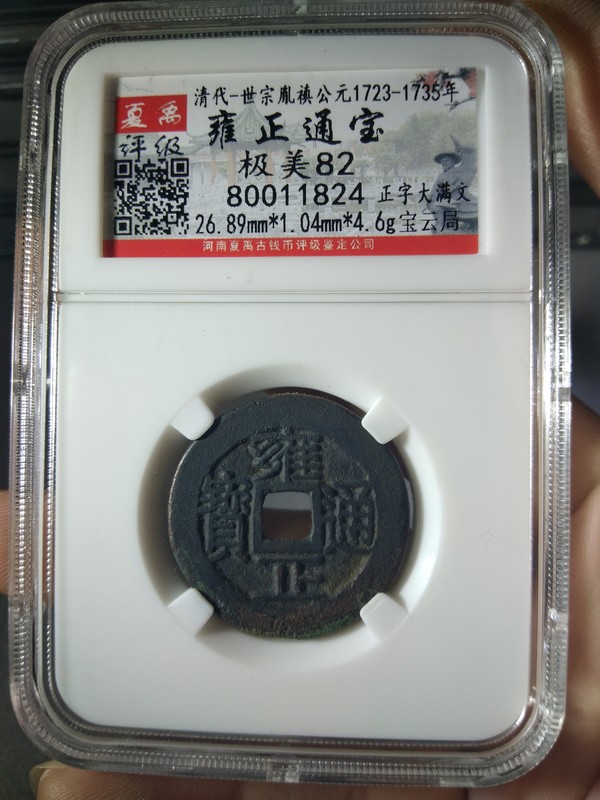 清代-世宗胤禛公元1723-1735年
夏禹
评级
雍正通宝
极美82
80011824 正字大满文
26.89mm*1.04mm*4.6g宝云局
河南夏禹古钱币评级鉴定公司
雍正通寶